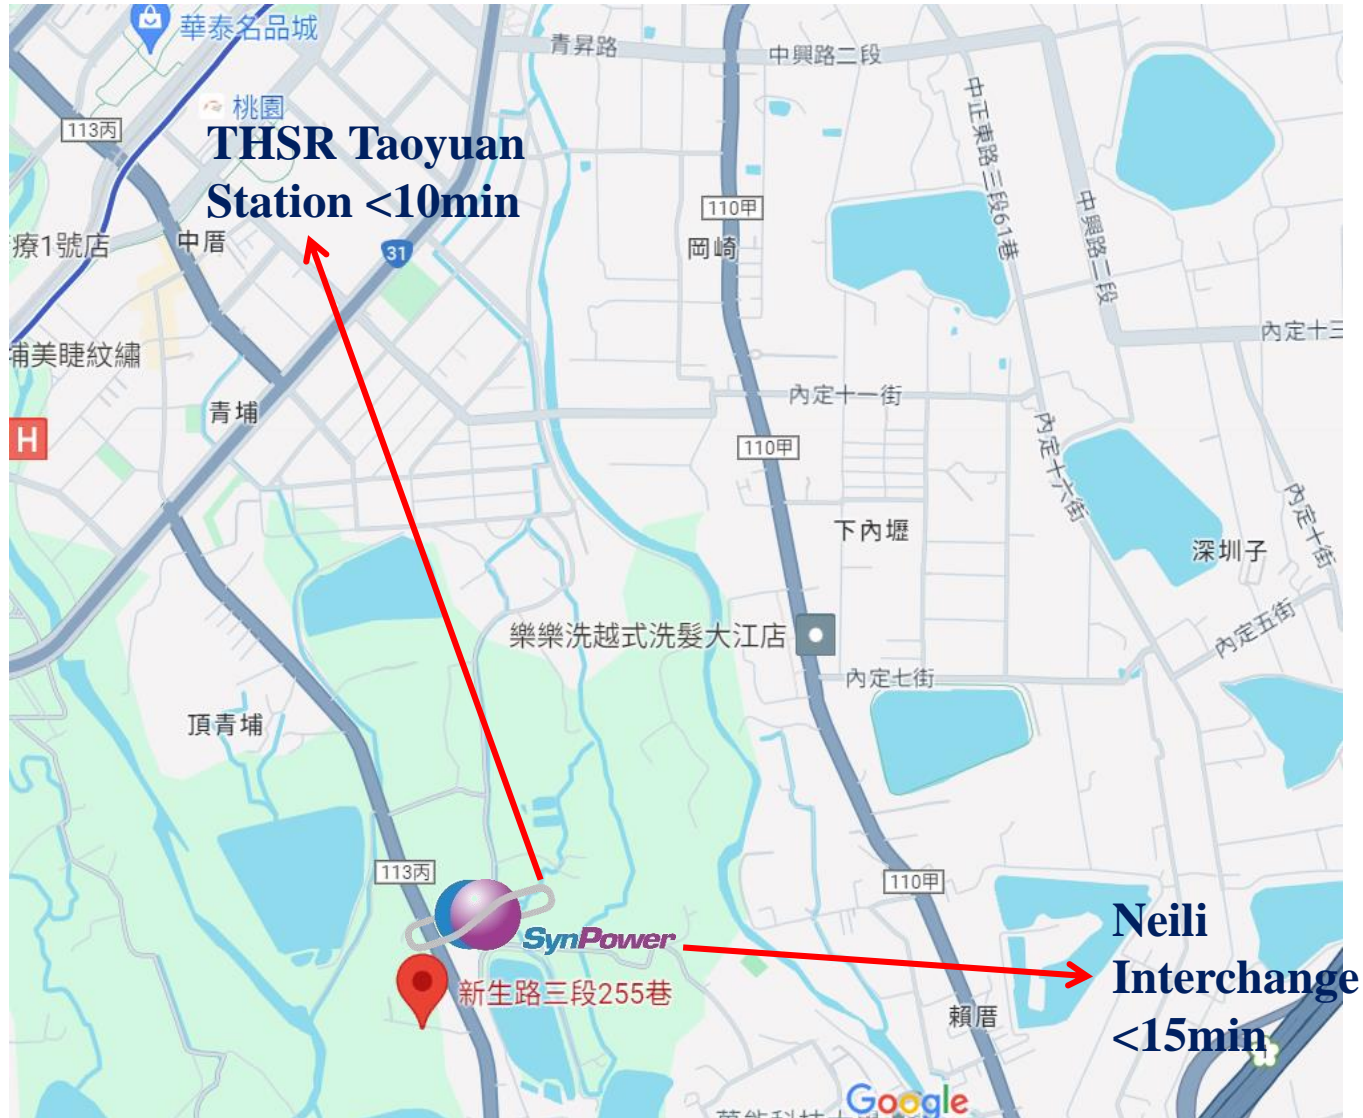 華泰名品城
青昇路
中興路二段
桃園
113丙
THSR Taoyuan
Station <10min
中正東路三段61巷
110甲
中興路二段
療1號店
中厝
31
岡崎
內定十三
埔美睫紋繡
內定十一街
青埔
H
110甲
內定十六街
內定十街
下內壢
深圳子
樂樂洗越式洗髮大江店
內定五街
內定七街
頂青埔
113丙
110甲
SynPower
Neili
Interchange
<15min
新生路三段255巷
賴厝
1
Google